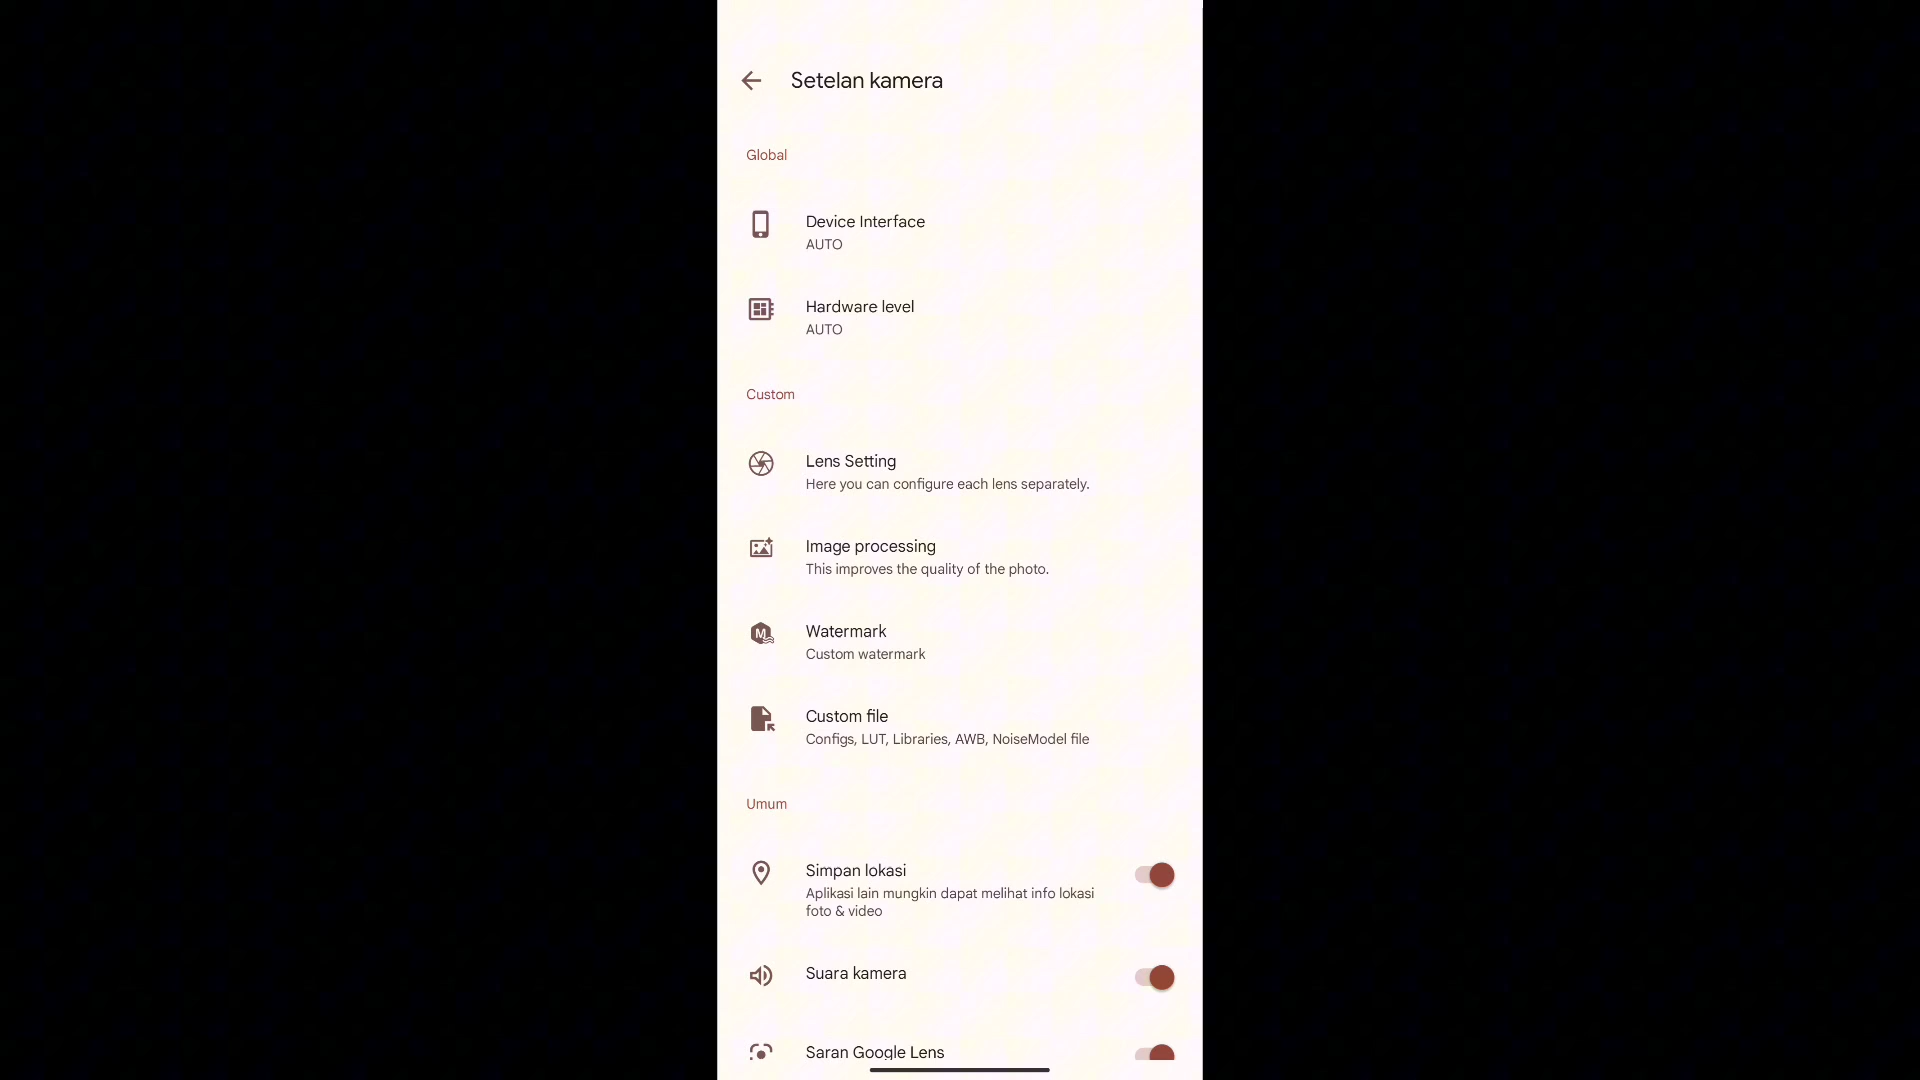 Setelan kamera
Global
Device Interface
AUTO
Hardware level
AUTO
Custom
Lens Setting
Here you can configure each lens separately.
Image processing
This improves the quality of the photo.
M
Watermark
Custom watermark
Custom file
Configs, LUT, Libraries, AWB, NoiseModel file
Umum
Simpan lokasi
Aplikasi lain mungkin dapat melihat info lokasi
foto & video
Suara kamera
Saran Google Lens